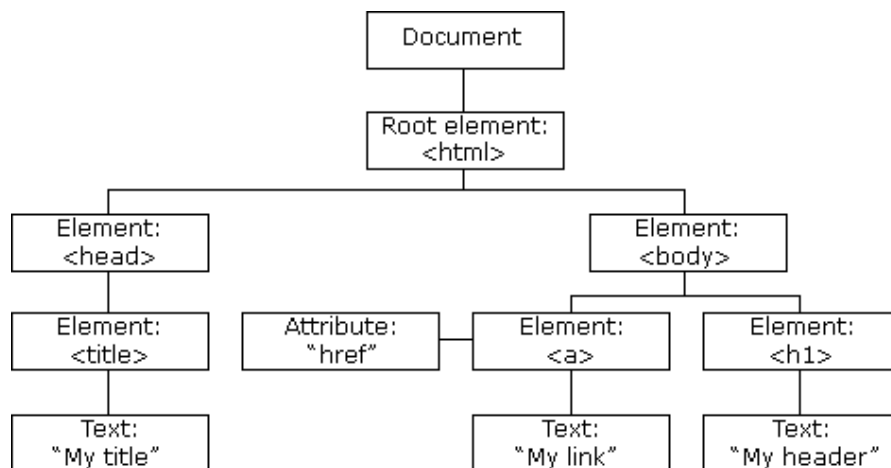 Document
Root element:
<html>
Element:
<head>
Element:
<body>
Element:
<title>
Attribute:
"href"
Element:
<a>
Element:
<h1>
Text:
"My title"
Text:
"My link"
Text:
"My header"